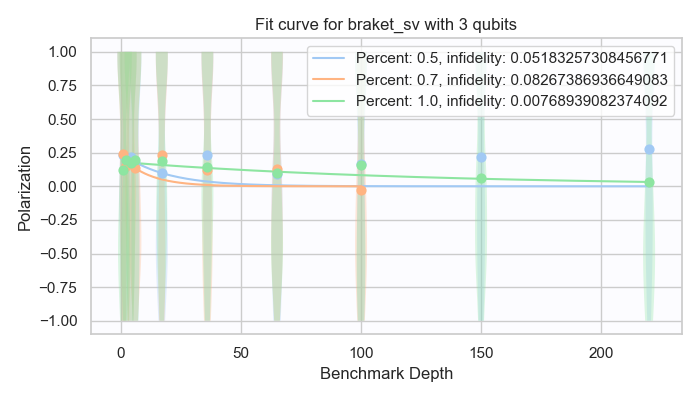 Fit curve for braket_sv with 3 qubits
Percent: 0.5, infidelity: 0.05183257308456771
Percent: 0.7, infidelity: 0.08267386936649083
Percent: 1.0, infidelity: 0.00768939082374092
Polarization
1.00
0.75
0.50
0.25
0.00
−0.25
−0.50
−0.75
−1.00
0 50 100 150 200
Benchmark Depth